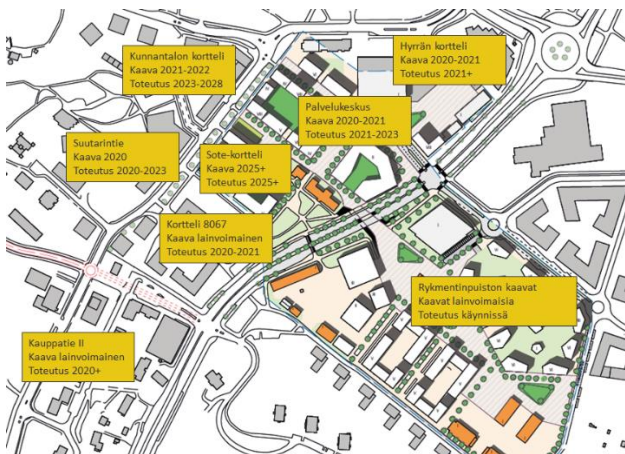 Kunnantalon kortteli
Kaava 2021-2022
Toteutus 2023-2028
Hyrrän kortteli
Kaava 2020-2021
Toteutus 2021+
Palvelukeskus
Kaava 2020-2021
Toteutus 2021-2023
Suutarintie
Kaava 2020
Toteutus 2020-2023
Sote-kortteli
Kaava 2025+
Toteutus 2025+
Kortteli 8067
Kaava lainvoimainen
Toteutus 2020-2021
Rykmentinpuiston kaavat
Kaavat lainvoimaisia
Toteutus käynnissä
Kauppatie II
Kaava lainvoimainen
Toteutus 2020+